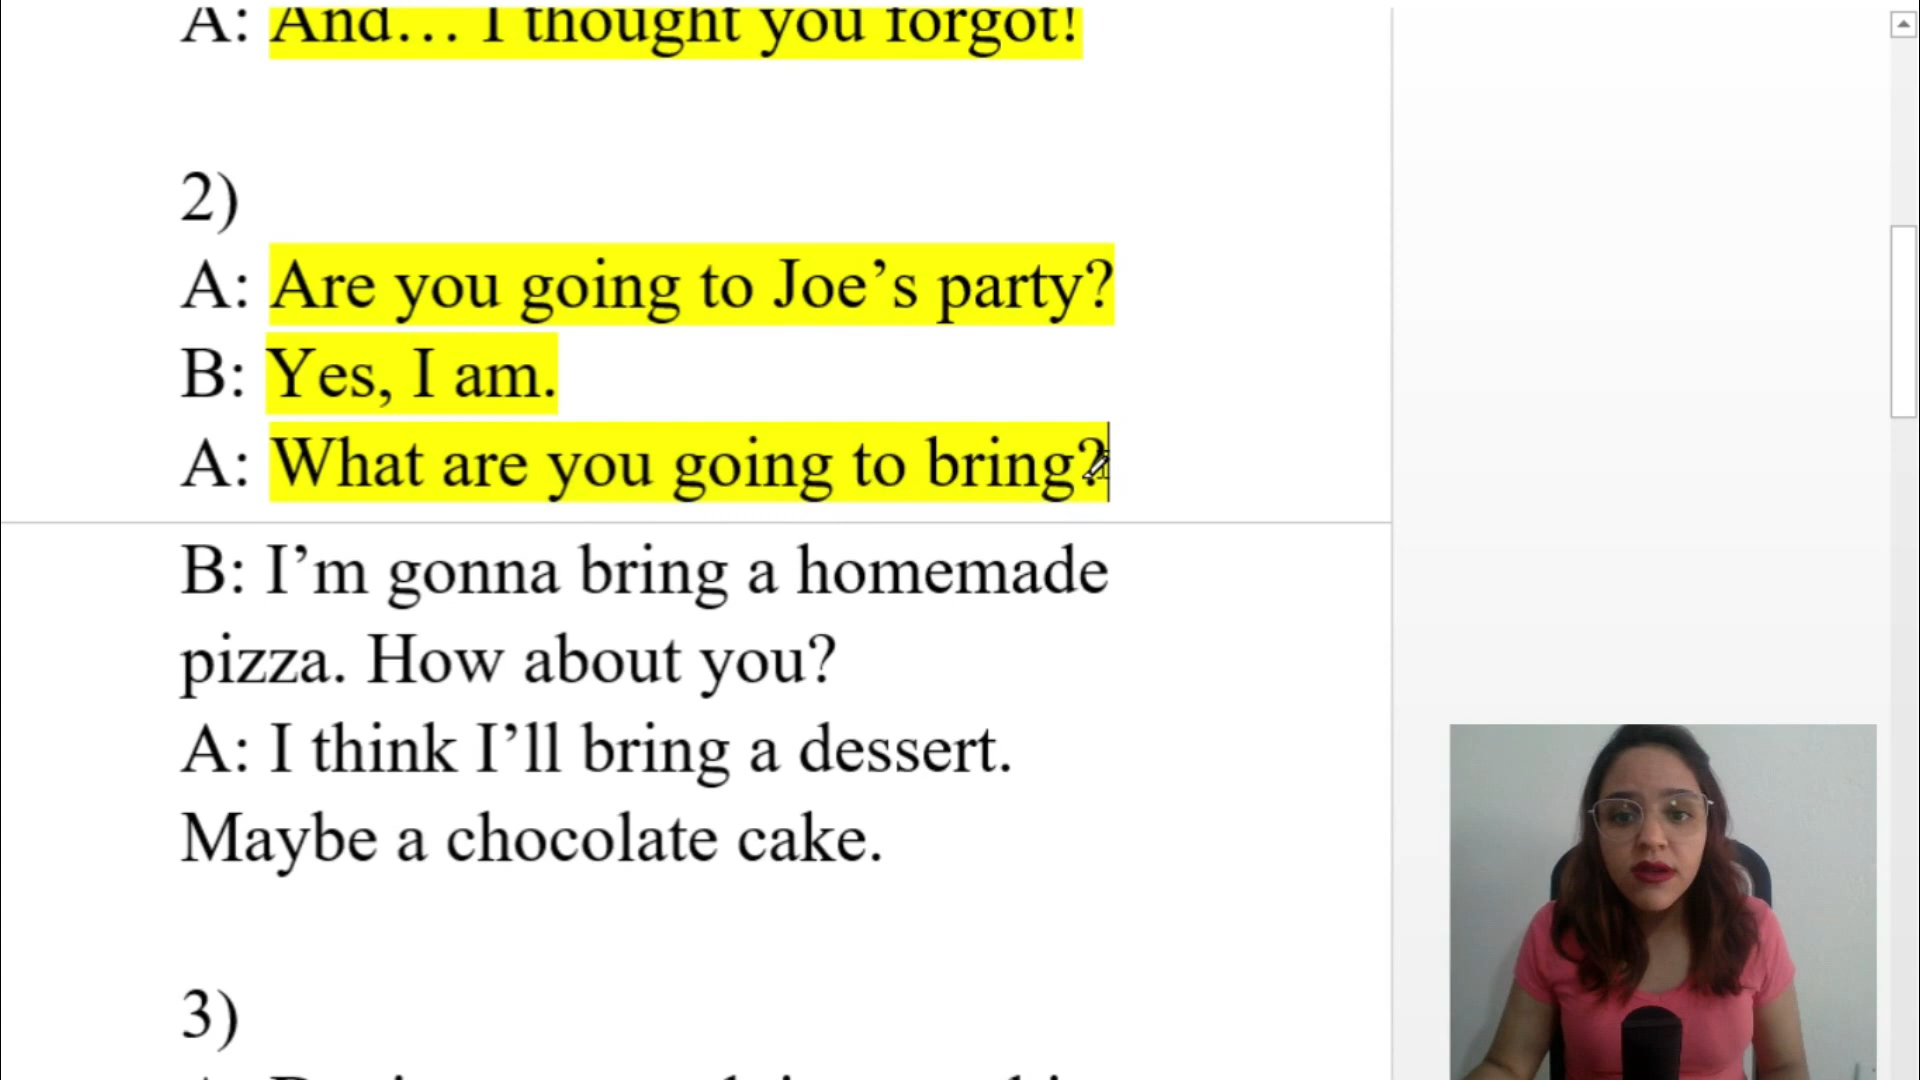 A: And… I thought you forgot!
2)
A: Are you going to Joe’s party?
B: Yes, I am.
A: What are you going to bring?
B: I’m gonna bring a homemade
pizza. How about you?
A: I think I’ll bring a dessert.
Maybe a chocolate cake.
3)